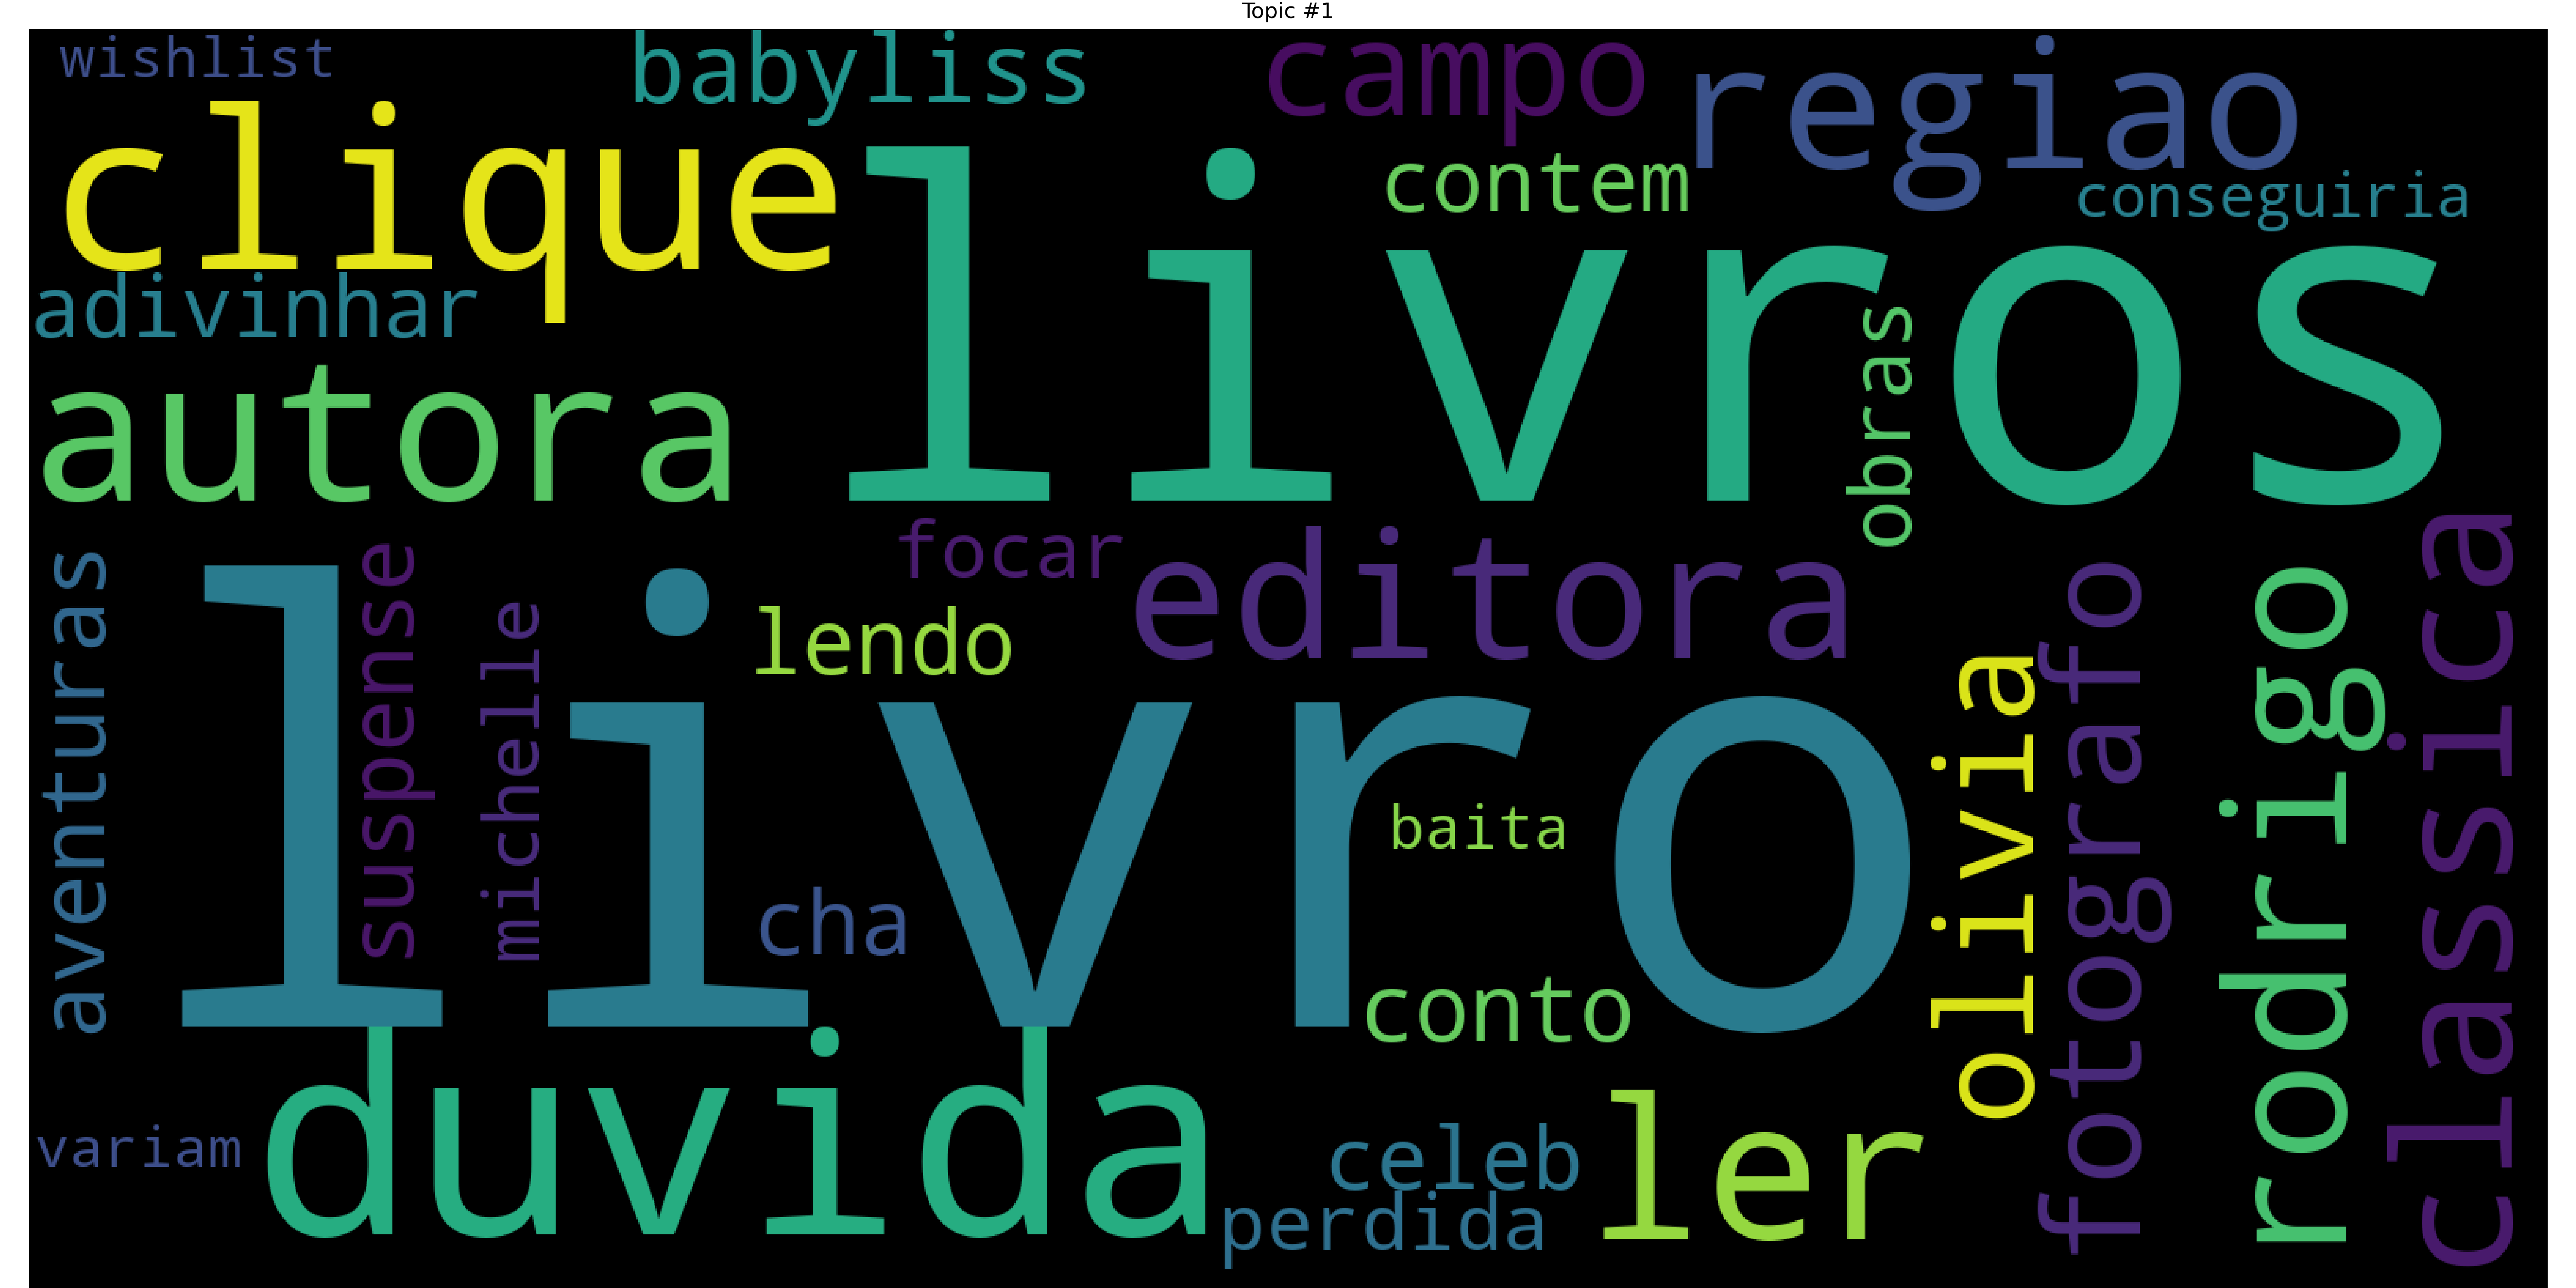 Topic #1
wishlist
babyliss
campo
regiao
clique
contem
conseguiria
livros
adivinhar
autora
obras
focar
editora
aventuras
suspense
michelle
lendo
livro
olivia
fotografo
rodrigo
classica
baita
cha
conto
duvida
variam
celeb
ler
perdida